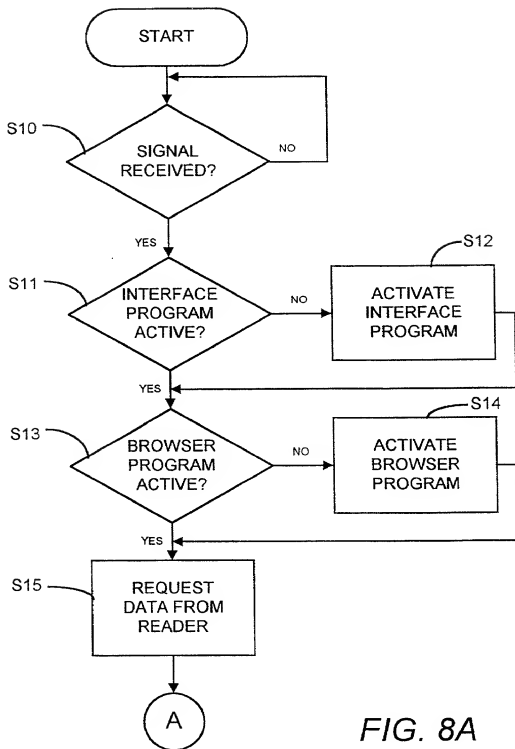 START
S10
SIGNAL
RECEIVED?
NO
YES
S11
INTERFACE
PROGRAM
ACTIVE?
NO
S12
ACTIVATE
INTERFACE
PROGRAM
YES
S13
BROWSER
PROGRAM
ACTIVE?
NO
S14
ACTIVATE
BROWSER
PROGRAM
YES
S15
REQUEST
DATA FROM
READER
A
FIG. 8A